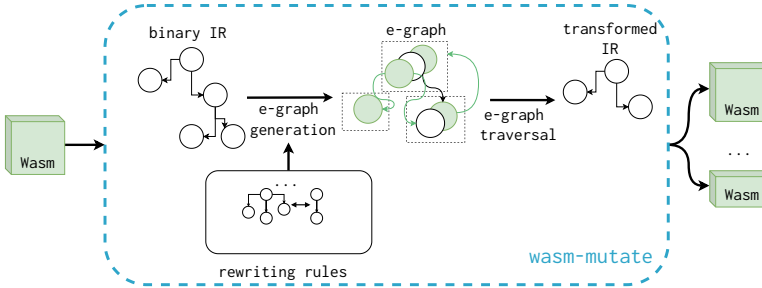 binary IR
e-graph
transformed
IR
Wasm
e-graph
generation
e-graph
traversal
Wasm
...
Wasm
...
rewriting rules
wasm-mutate